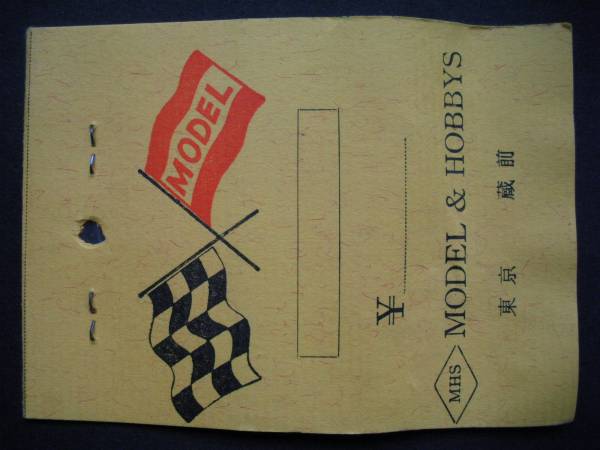 MODEL
¥
MHS MODEL & HOBBYS
東京 蔵前